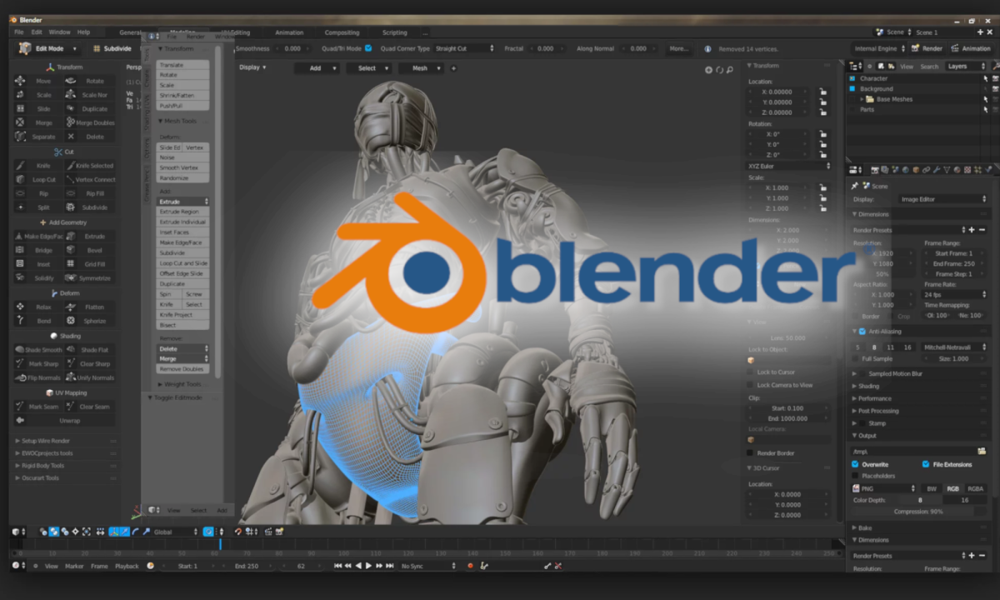 Blender
File Edit Window Help
General Modeling UV Editing Animation Compositing Scripting ...
Scene Scene 1
Edit Mode Subdivide
File Render Window
Smoothness 0.000 Quad/Tri Mode Quad Corner Type Straight Cut Fractal 0.000 Along Normal 0.000 More... Removed 14 vertices.
Internal Engine Render Animation
Display Add Select Mesh
View Search Layers
Transform
Move Rotate
Scale Scale Nor
Slide Duplicate
Merge Merge Doubles
Separate Delete
Cut
Knife Knife Selected
Loop Cut Vertex Connect
Rip Rip Fill
Split Subdivide
Add Geometry
Make Edge/Fac Extrude
Bridge Bevel
Inset Grid Fill
Solidify Symmetrize
Deform
Relax Flatten
Bend Spherize
Shading
Shade Smooth Shade Flat
Mark Sharp Clear Sharp
Flip Normals Unify Normals
UV Mapping
Mark Seam Clear Seam
Unwrap
Setup Wire Render
EWOCprojects tools
Rigid Body Tools
Oscurart Tools
Persp
Ve
Fa
Tri
Transform
Translate
Rotate
Scale
Shrink/Fatten
Push/Pull
Mesh Tools
Deform:
Slide Ed Vertex
Noise
Smooth Vertex
Randomize
Add:
Extrude
Extrude Region
Extrude Individual
Inset Faces
Make Edge/Face
Subdivide
Loop Cut and Slide
Offset Edge Slide
Duplicate
Spin Screw
Knife Select
Knife Project
Bisect
Remove:
Delete
Merge
Remove Doubles
Weight Tools
Toggle Editmode
View Select Add
blender
Transform
Location:
X: 0.00000
Y: 0.00000
Z: 0.00000
Rotation:
X: 0°
Y: 0°
Z: 0°
XYZ Euler
Scale:
X: 1.000
Y: 1.000
Z: 1.000
Dimensions:
X: 2.000
Y: 2.000
View
Lens: 50.000
Lock to Object:
Lock to Cursor
Lock Camera to View
Clip:
Start: 0.100
End: 1000.000
Local Camera:
Render Border
3D Cursor
Location:
X: 0.0000
Y: 0.0000
Z: 0.0000
Character
Background
Base Meshes
Parts
Scene
Display: Image Editor
Dimensions
Render Presets
Resolution: Frame Range:
X: 1920 Start Frame: 1
Y: 1080 End Frame: 250
50% Frame Step: 1
Aspect Ratio: Frame Rate:
X: 1.000 24 fps
Y: 1.000 Time Remapping:
Border Crop Ol: 100 Ne: 100
Anti-Aliasing
5 8 11 16 Mitchell-Netravali
Full Sample Size: 1.000
Sampled Motion Blur
Shading
Performance
Post Processing
Stamp
Output
/tmp\
Overwrite File Extensions
Placeholders
PNG BW RGB RGBA
Color Depth: 8 16
Compression: 90%
Bake
Dimensions
Render Presets
Resolution: Frame Range:
Global
0 10 20 30 40 50 60 70 80 90 100 110 120 130 140 150 160 170 180 190 200 210 220 230 240 250
View Marker Frame Playback Start: 1 End: 250 62 No Sync